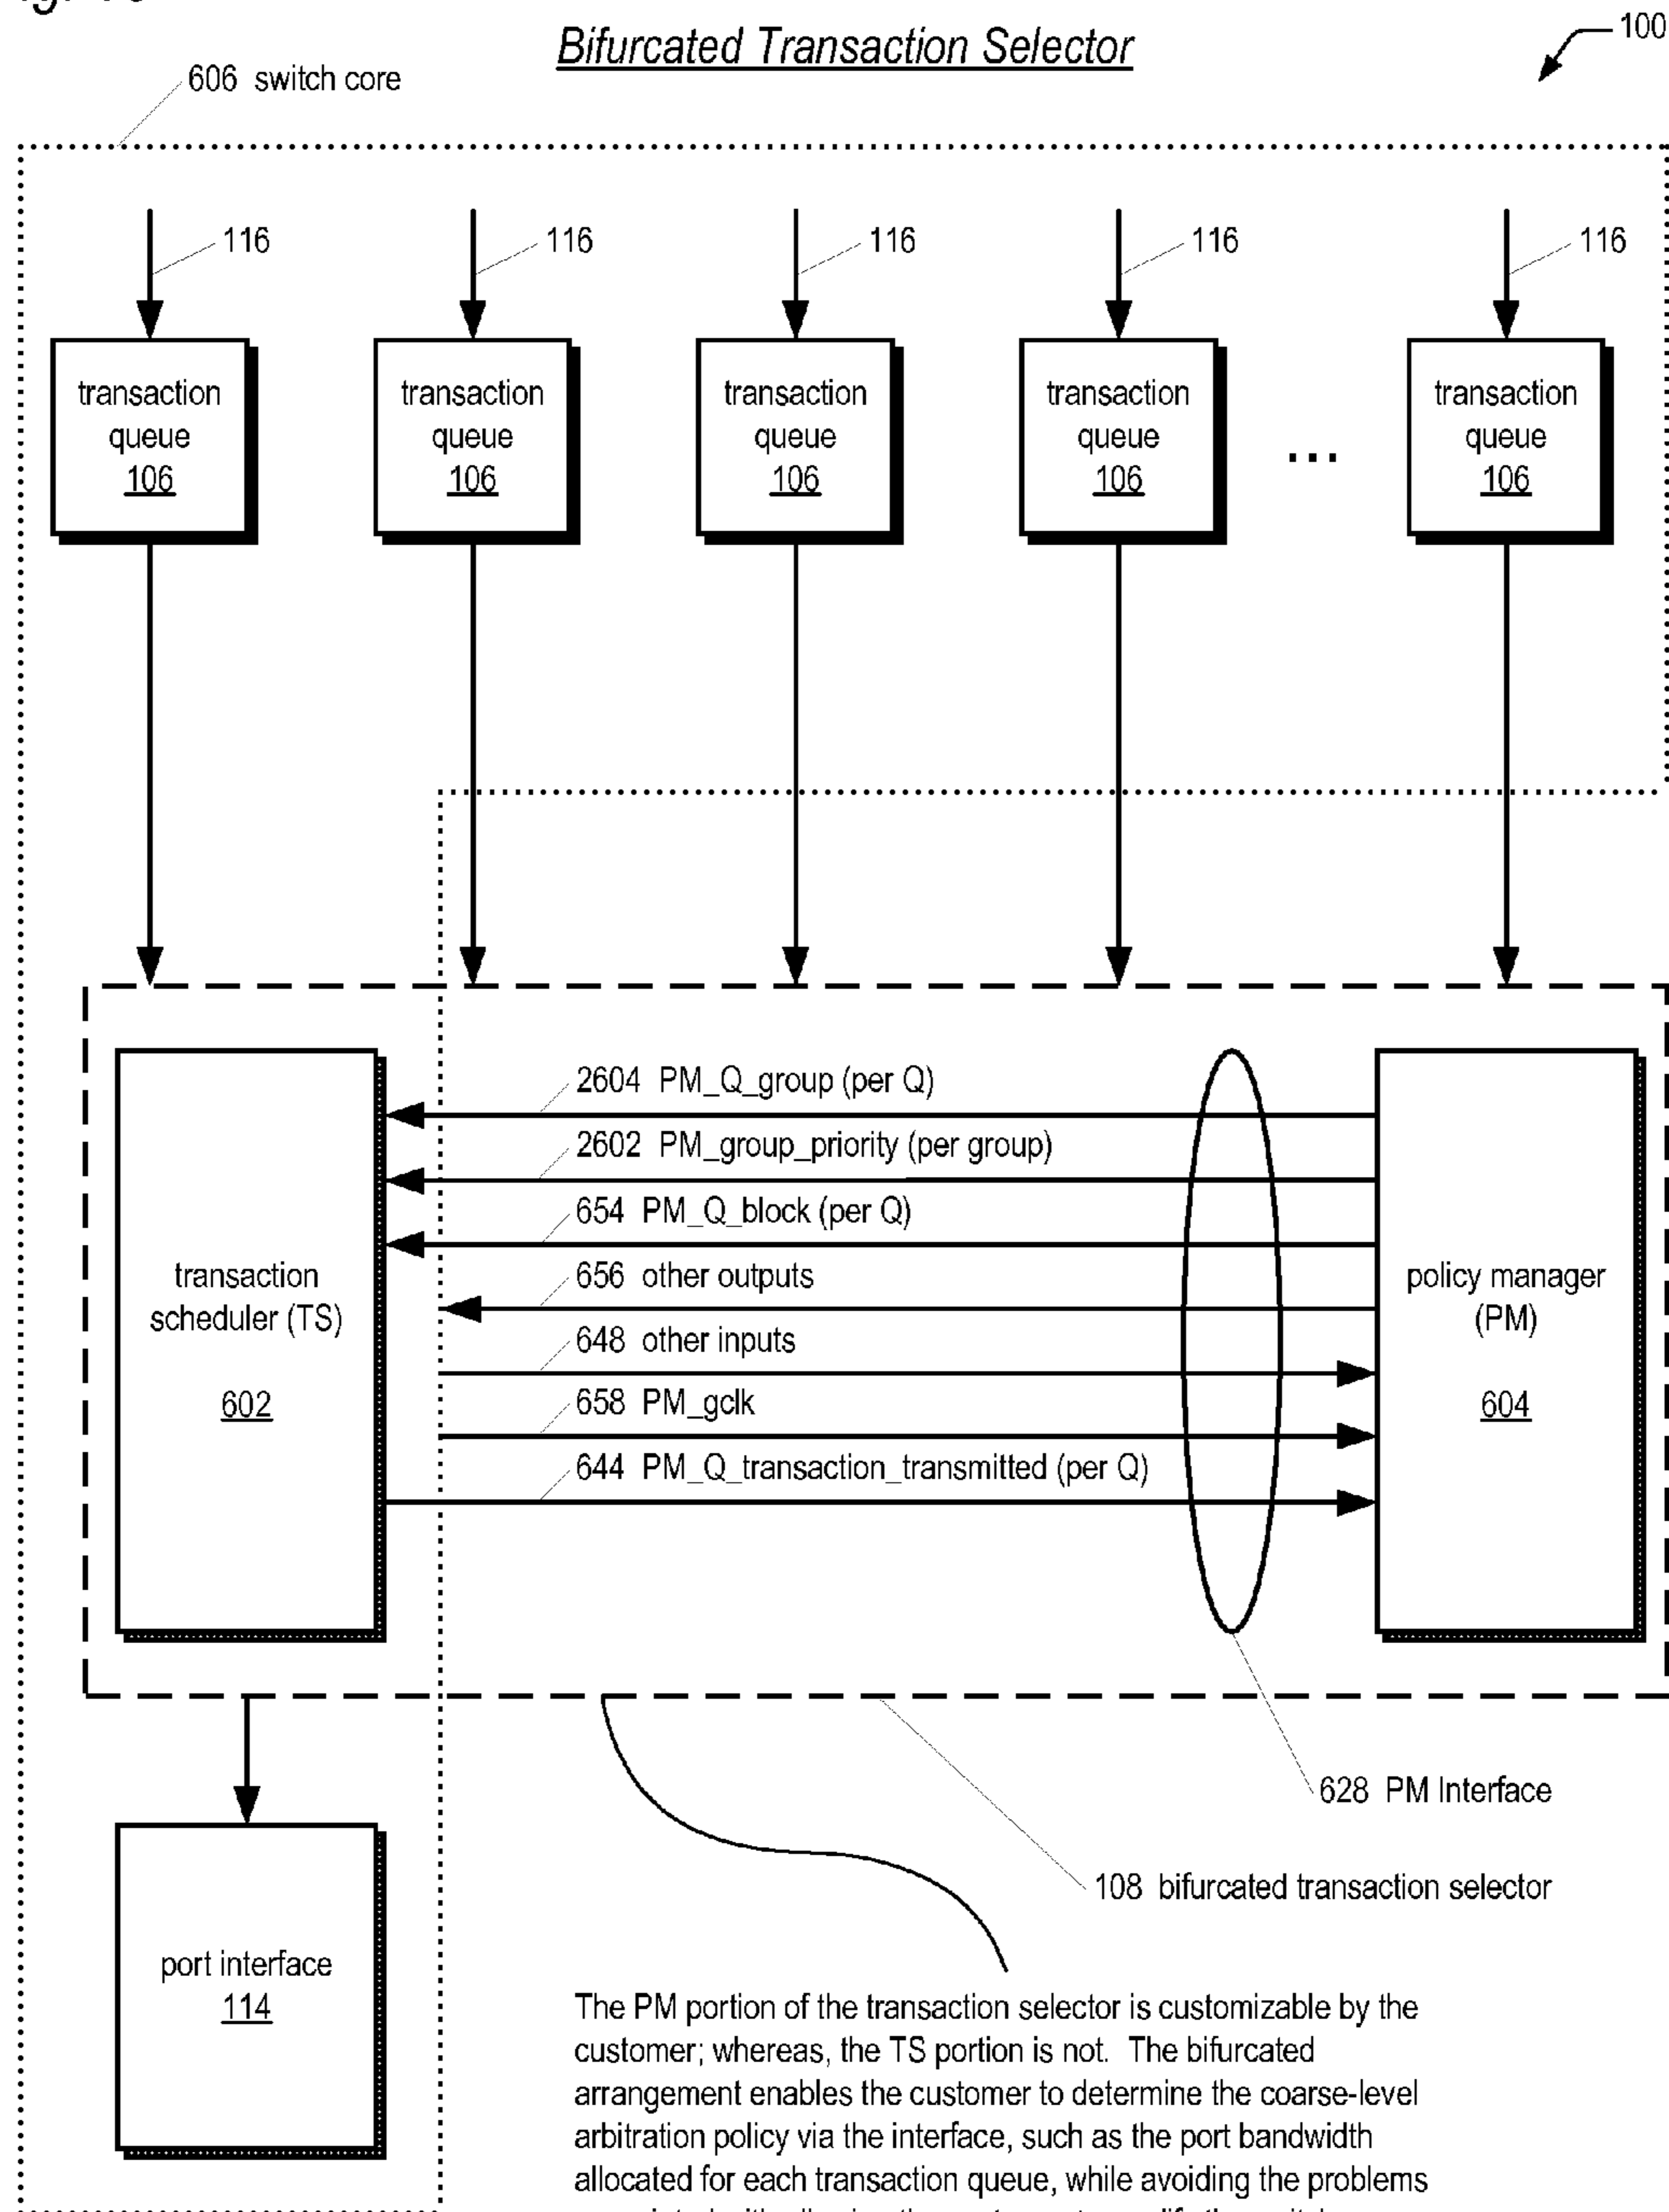 Bifurcated Transaction Selector
100
606 switch core
116
116
116
116
116
transaction
queue
106
transaction
queue
106
transaction
queue
106
transaction
queue
106
...
transaction
queue
106
2604 PM_Q_group (per Q)
2602 PM_group_priority (per group)
654 PM_Q_block (per Q)
656 other outputs
648 other inputs
658 PM_gclk
644 PM_Q_transaction_transmitted (per Q)
transaction
scheduler (TS)
602
policy manager
(PM)
604
628 PM Interface
108 bifurcated transaction selector
port interface
114
The PM portion of the transaction selector is customizable by the
customer; whereas, the TS portion is not. The bifurcated
arrangement enables the customer to determine the coarse-level
arbitration policy via the interface, such as the port bandwidth
allocated for each transaction queue, while avoiding the problems